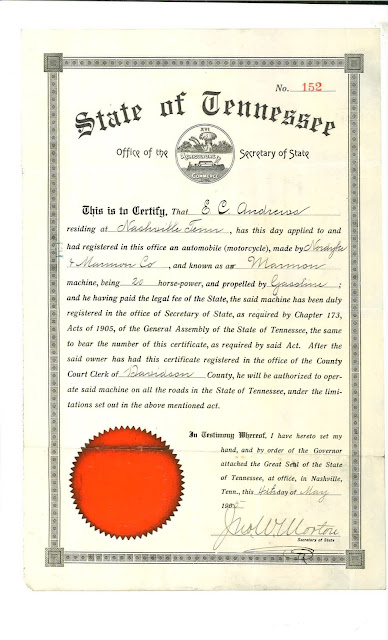 No. 152
State of Tennessee
Office of the Secretary of State
XVI
AGRICULTURE
COMMERCE
This is to Certify, That E. C. Andrews
residing at Nashville Tenn, has this day applied to and
had registered in this office an automobile (motorcycle), made by Nordyke
& Marmon Co, and known as a Marmon
machine, being 20 horse-power, and propelled by Gasoline;
and he having paid the legal fee of the State, the said machine has been duly
registered in the office of Secretary of State, as required by Chapter 173,
Acts of 1905, of the General Assembly of the State of Tennessee, the same
to bear the number of this certificate, as required by said Act. After the
said owner has had this certificate registered in the office of the County
Court Clerk of Davidson County, he will be authorized to oper-
ate said machine on all the roads in the State of Tennessee, under the limi-
tations set out in the above mentioned act.
In Testimony Whereof, I have hereto set my
hand, and by order of the Governor
attached the Great Seal of the State
of Tennessee, at office, in Nashville,
Tenn., this day of May
190
Jno W Morton
Secretary of State